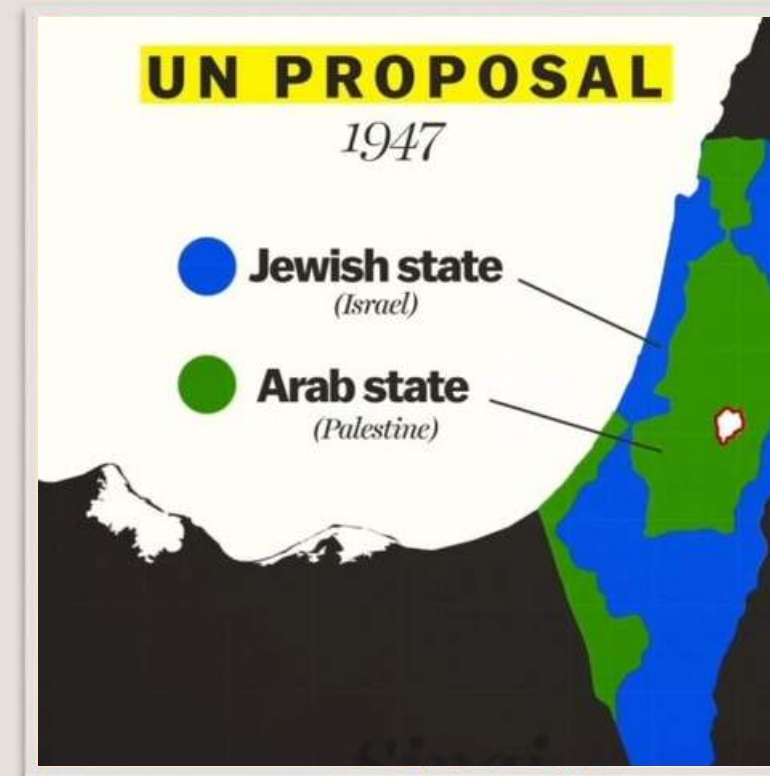 UN PROPOSAL
1947
Jewish state
(Israel)
Arab state
(Palestine)